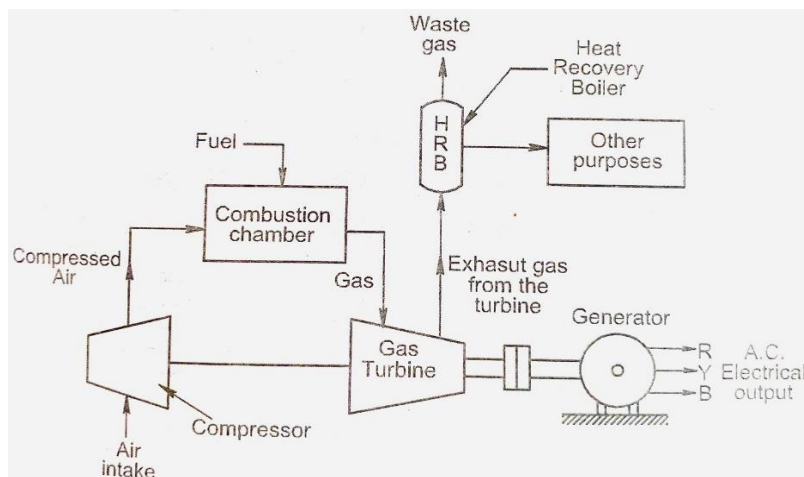 Waste
gas
Heat
Recovery
Boiler
H
R
B
Other
purposes
Fuel
Combustion
chamber
Compressed
Air
Gas
Exhasut gas
from the
turbine
Generator
Gas
Turbine
R
Y
B
A.C.
Electrical
output
Compressor
Air
intake